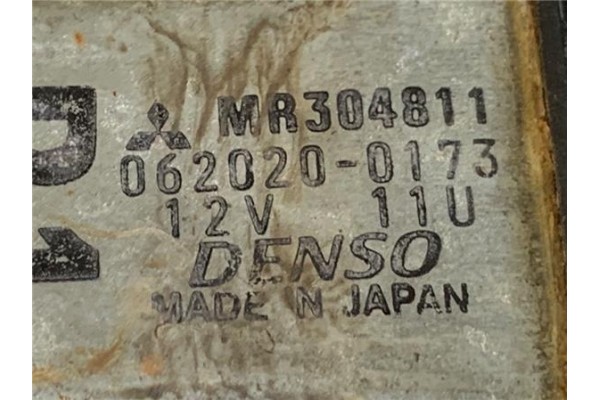 MR304811
062020-0173
12V 11U
DENSO
MADE IN JAPAN